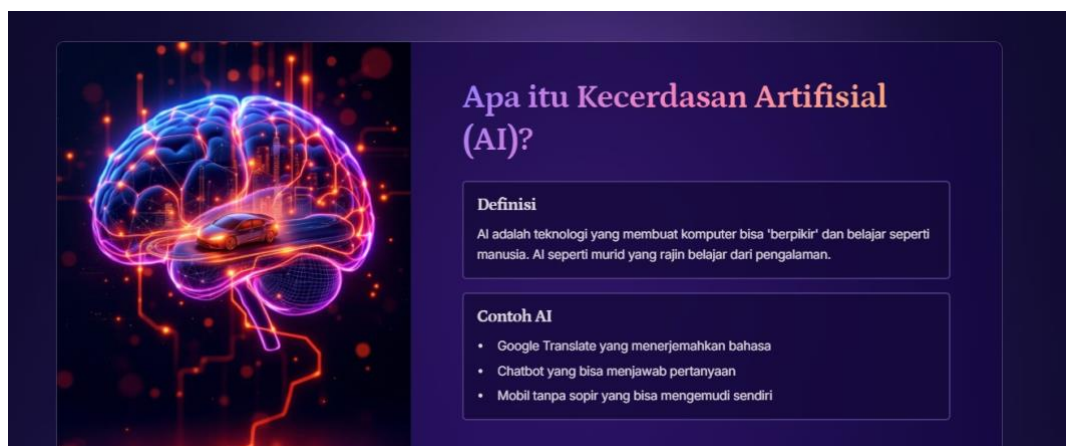 Apa itu Kecerdasan Artifisial
(AI)?
Definisi
AI adalah teknologi yang membuat komputer bisa 'berpikir' dan belajar seperti
manusia. AI seperti murid yang rajin belajar dari pengalaman.
Contoh AI
• Google Translate yang menerjemahkan bahasa
• Chatbot yang bisa menjawab pertanyaan
• Mobil tanpa sopir yang bisa mengemudi sendiri